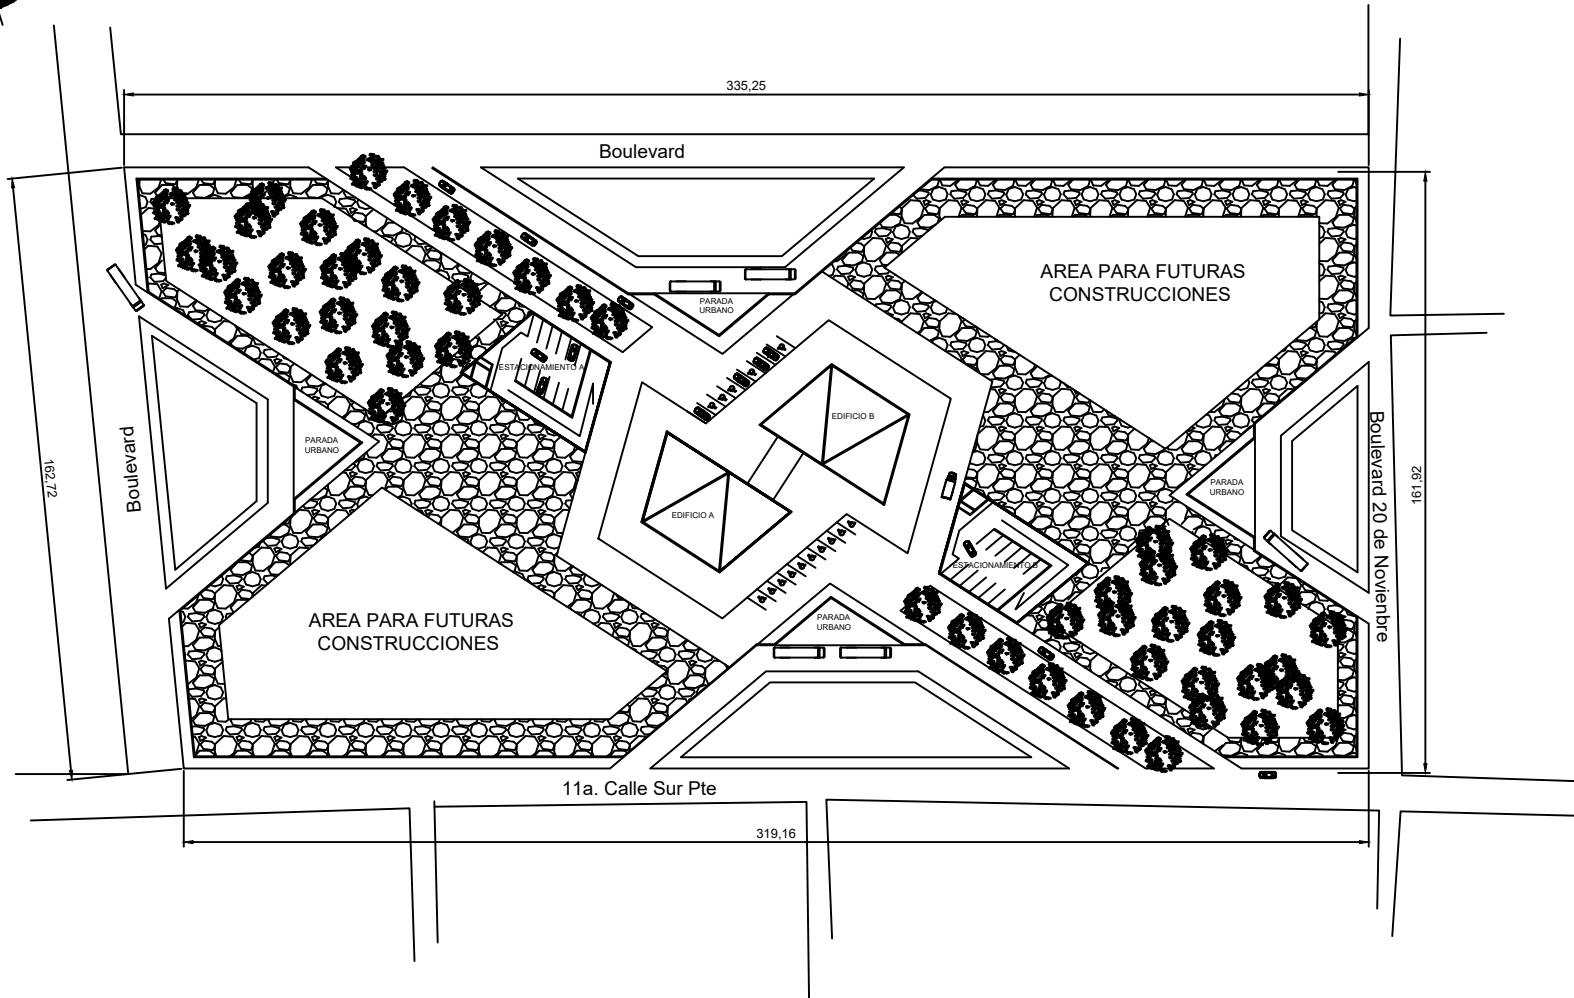 335,25
Boulevard
AREA PARA FUTURAS
CONSTRUCCIONES
PARADA
URBANO
ESTACIONAMIENTO A
EDIFICIO B
PARADA
URBANO
Boulevard
162,72
Boulevard 20 de Novienbre
161,92
PARADA
URBANO
EDIFICIO A
ESTACIONAMIENTO B
AREA PARA FUTURAS
CONSTRUCCIONES
PARADA
URBANO
11a. Calle Sur Pte
319,16